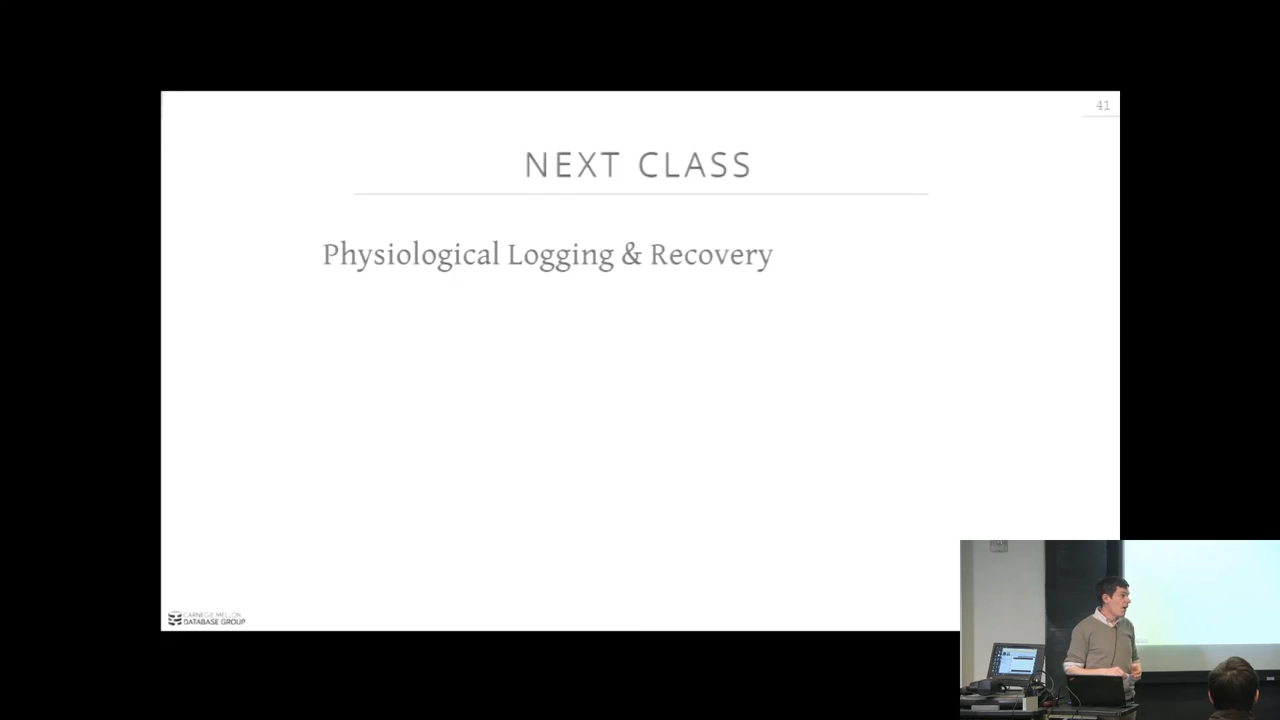 41
NEXT CLASS
Physiological Logging & Recovery
CARNEGIE MELLON
DATABASE GROUP